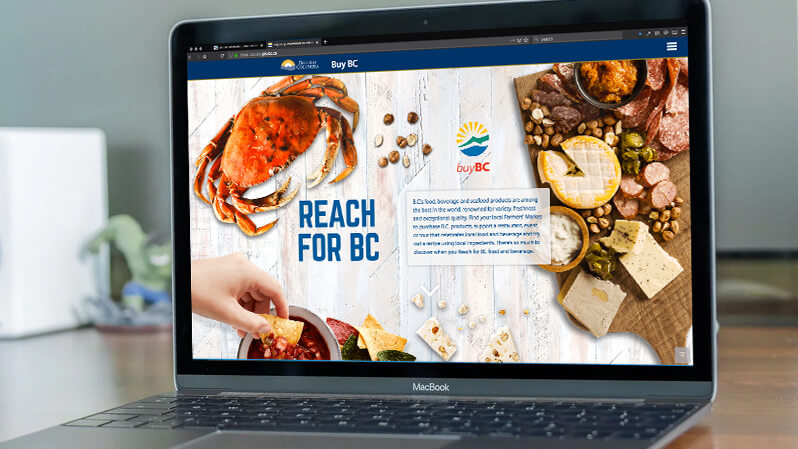 BRITISH
COLUMBIA
Buy BC
buyBC
REACH
FOR BC
B.C.'s food, beverage and seafood products are among
the best in the world, renowned for variety, freshness
and exceptional quality. Find your local Farmers' Market
to purchase B.C. products, support a restaurant, event
or tour that celebrates local food and beverage and try
out a recipe using local ingredients. There's so much to
discover when you Reach for BC food and beverage.
MacBook